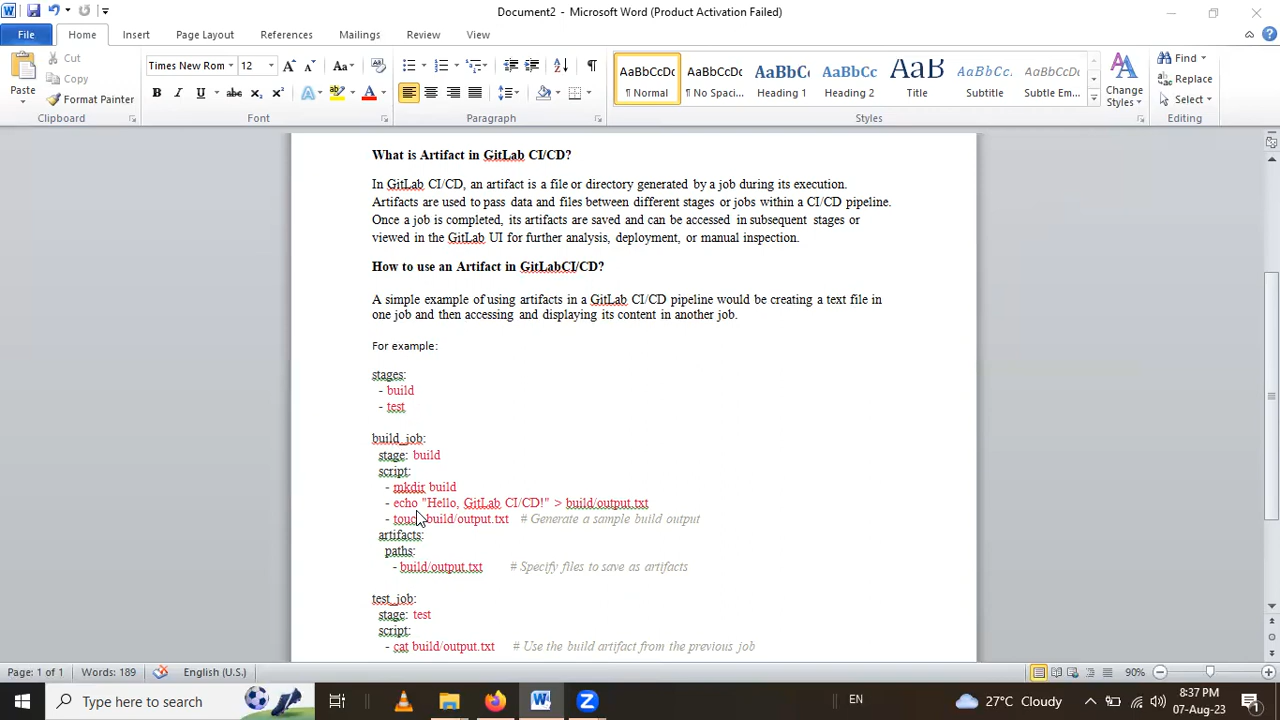 Document2 - Microsoft Word (Product Activation Failed)
File Home Insert Page Layout References Mailings Review View
Paste
Cut
Copy
Format Painter
Clipboard
Times New Rom 12
Font
Paragraph
AaBbCcDc AaBbCcDc AaBbCc AaBbCc AaB AaBbCcD AaBbCcDc
¶ Normal ¶ No Spaci... Heading 1 Heading 2 Title Subtitle Subtle Em...
Styles
Change Styles
Find
Replace
Select
Editing
What is Artifact in GitLab CI/CD?
In GitLab CI/CD, an artifact is a file or directory generated by a job during its execution.
Artifacts are used to pass data and files between different stages or jobs within a CI/CD pipeline.
Once a job is completed, its artifacts are saved and can be accessed in subsequent stages or
viewed in the GitLab UI for further analysis, deployment, or manual inspection.
How to use an Artifact in GitLabCI/CD?
A simple example of using artifacts in a GitLab CI/CD pipeline would be creating a text file in
one job and then accessing and displaying its content in another job.
For example:
stages:
- build
- test
build_job:
stage: build
script:
- mkdir build
- echo "Hello, GitLab CI/CD!" > build/output.txt
- touch build/output.txt # Generate a sample build output
artifacts:
paths:
- build/output.txt # Specify files to save as artifacts
test_job:
stage: test
script:
- cat build/output.txt # Use the build artifact from the previous job
Page: 1 of 1 Words: 189 English (U.S.) 90%
Type here to search
EN
27°C Cloudy
8:37 PM
07-Aug-23